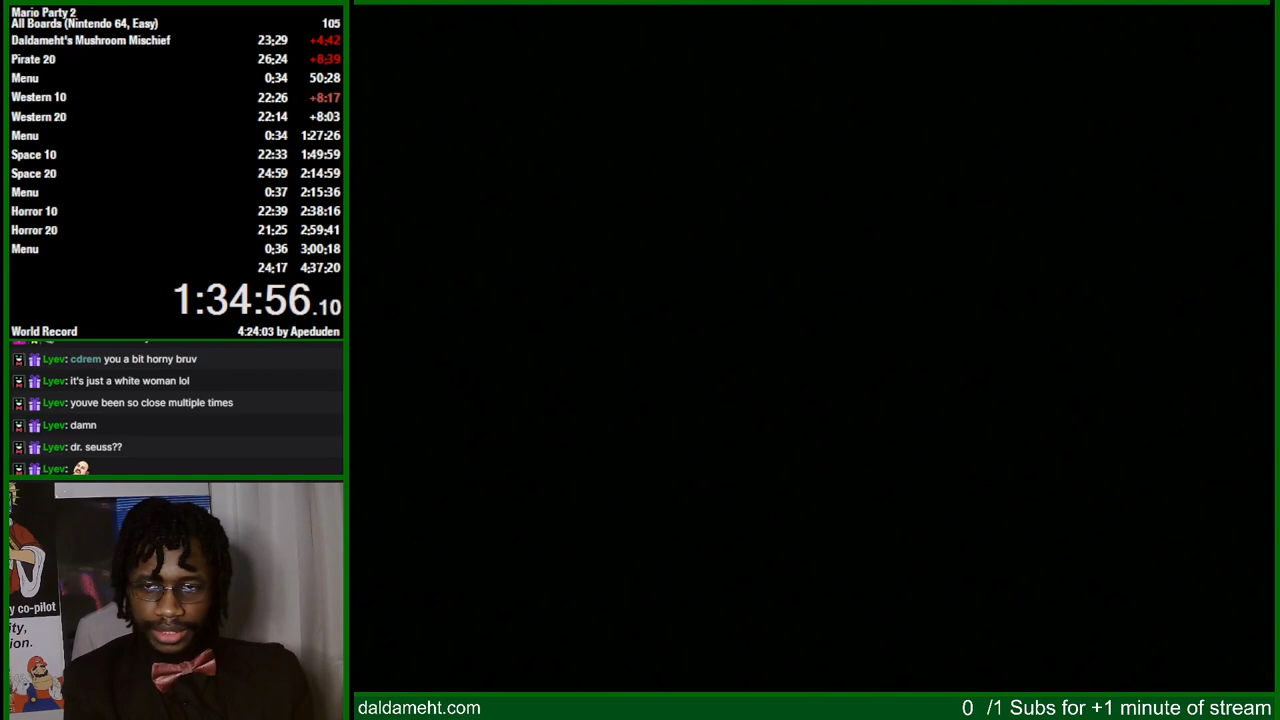 Mario Party 2
All Boards (Nintendo 64, Easy) 105
Daldameht's Mushroom Mischief 23:29 +4:42
Pirate 20 26:24 +8:39
Menu 0:34 50:28
Western 10 22:26 +8:17
Western 20 22:14 +8:03
Menu 0:34 1:27:26
Space 10 22:33 1:49:59
Space 20 24:59 2:14:59
Menu 0:37 2:15:36
Horror 10 22:39 2:38:16
Horror 20 21:25 2:59:41
Menu 0:36 3:00:18
24:17 4:37:20
1:34:56.10
World Record 4:24:03 by Apeduden
Lyev: cdrem you a bit horny bruv
Lyev: it's just a white woman lol
Lyev: youve been so close multiple times
Lyev: damn
Lyev: dr. seuss??
Lyev:
y co-pilot
ity,
ion.
daldameht.com
0 /1 Subs for +1 minute of stream